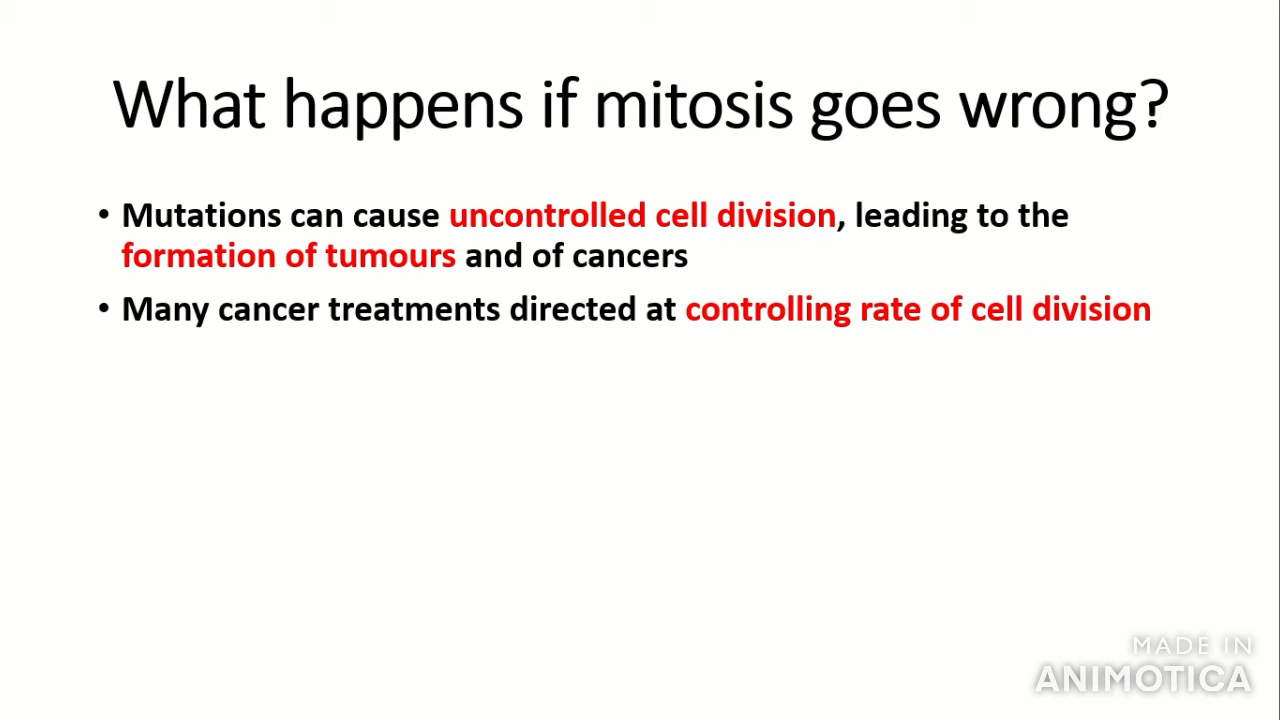 What happens if mitosis goes wrong?
• Mutations can cause uncontrolled cell division, leading to the
formation of tumours and of cancers
• Many cancer treatments directed at controlling rate of cell division
MADE IN
ANIMOTICA